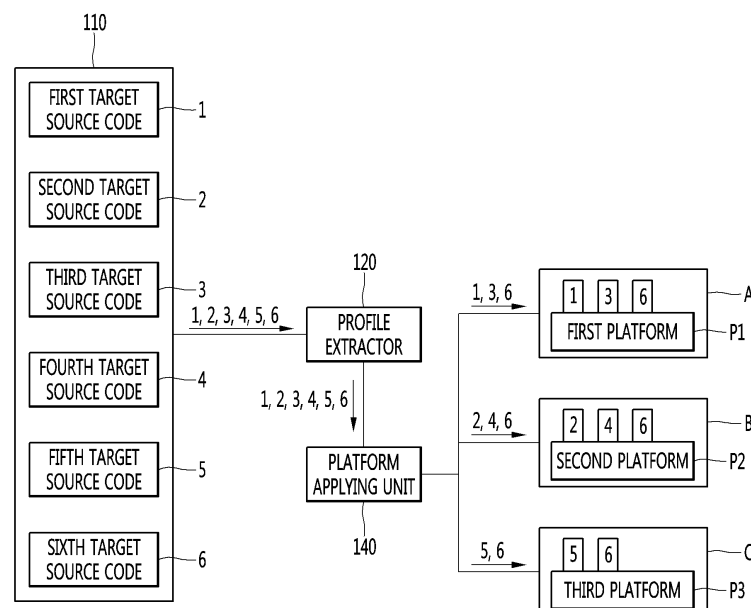 110
FIRST TARGET
SOURCE CODE
1
SECOND TARGET
SOURCE CODE
2
THIRD TARGET
SOURCE CODE
3
FOURTH TARGET
SOURCE CODE
4
FIFTH TARGET
SOURCE CODE
5
SIXTH TARGET
SOURCE CODE
6
1, 2, 3, 4, 5, 6
120
PROFILE
EXTRACTOR
1, 2, 3, 4, 5, 6
PLATFORM
APPLYING UNIT
140
1, 3, 6
1 3 6
FIRST PLATFORM
A
P1
2, 4, 6
2 4 6
SECOND PLATFORM
B
P2
5, 6
5 6
THIRD PLATFORM
C
P3